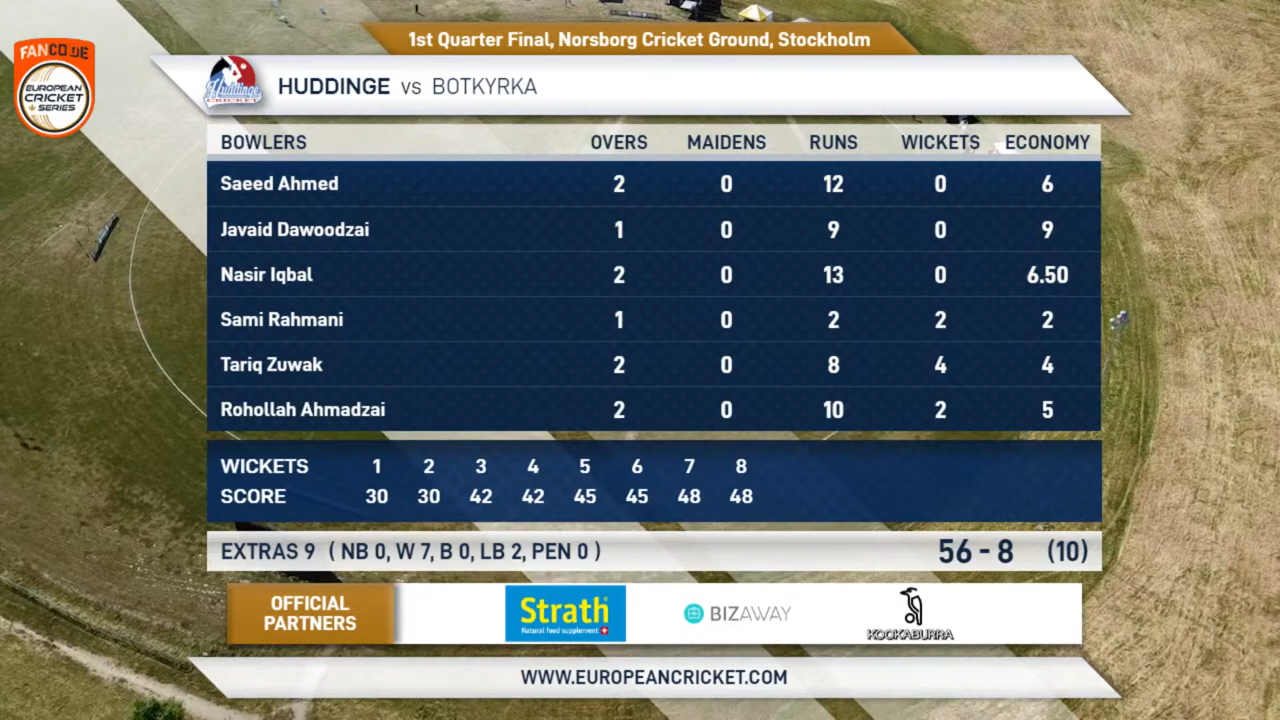 1st Quarter Final, Norsborg Cricket Ground, Stockholm
FANCODE
EUROPEAN
CRICKET
SERIES
Huddinge
CRICKET
HUDDINGE vs BOTKYRKA
BOWLERS OVERS MAIDENS RUNS WICKETS ECONOMY
Saeed Ahmed 2 0 12 0 6
Javaid Dawoodzai 1 0 9 0 9
Nasir Iqbal 2 0 13 0 6.50
Sami Rahmani 1 0 2 2 2
Tariq Zuwak 2 0 8 4 4
Rohollah Ahmadzai 2 0 10 2 5
WICKETS 1 2 3 4 5 6 7 8
SCORE 30 30 42 42 45 45 48 48
EXTRAS 9 ( NB 0, W 7, B 0, LB 2, PEN 0 ) 56 - 8 (10)
OFFICIAL
PARTNERS
Strath
Natural food supplement
BIZAWAY
KOOKABURRA
WWW.EUROPEANCRICKET.COM